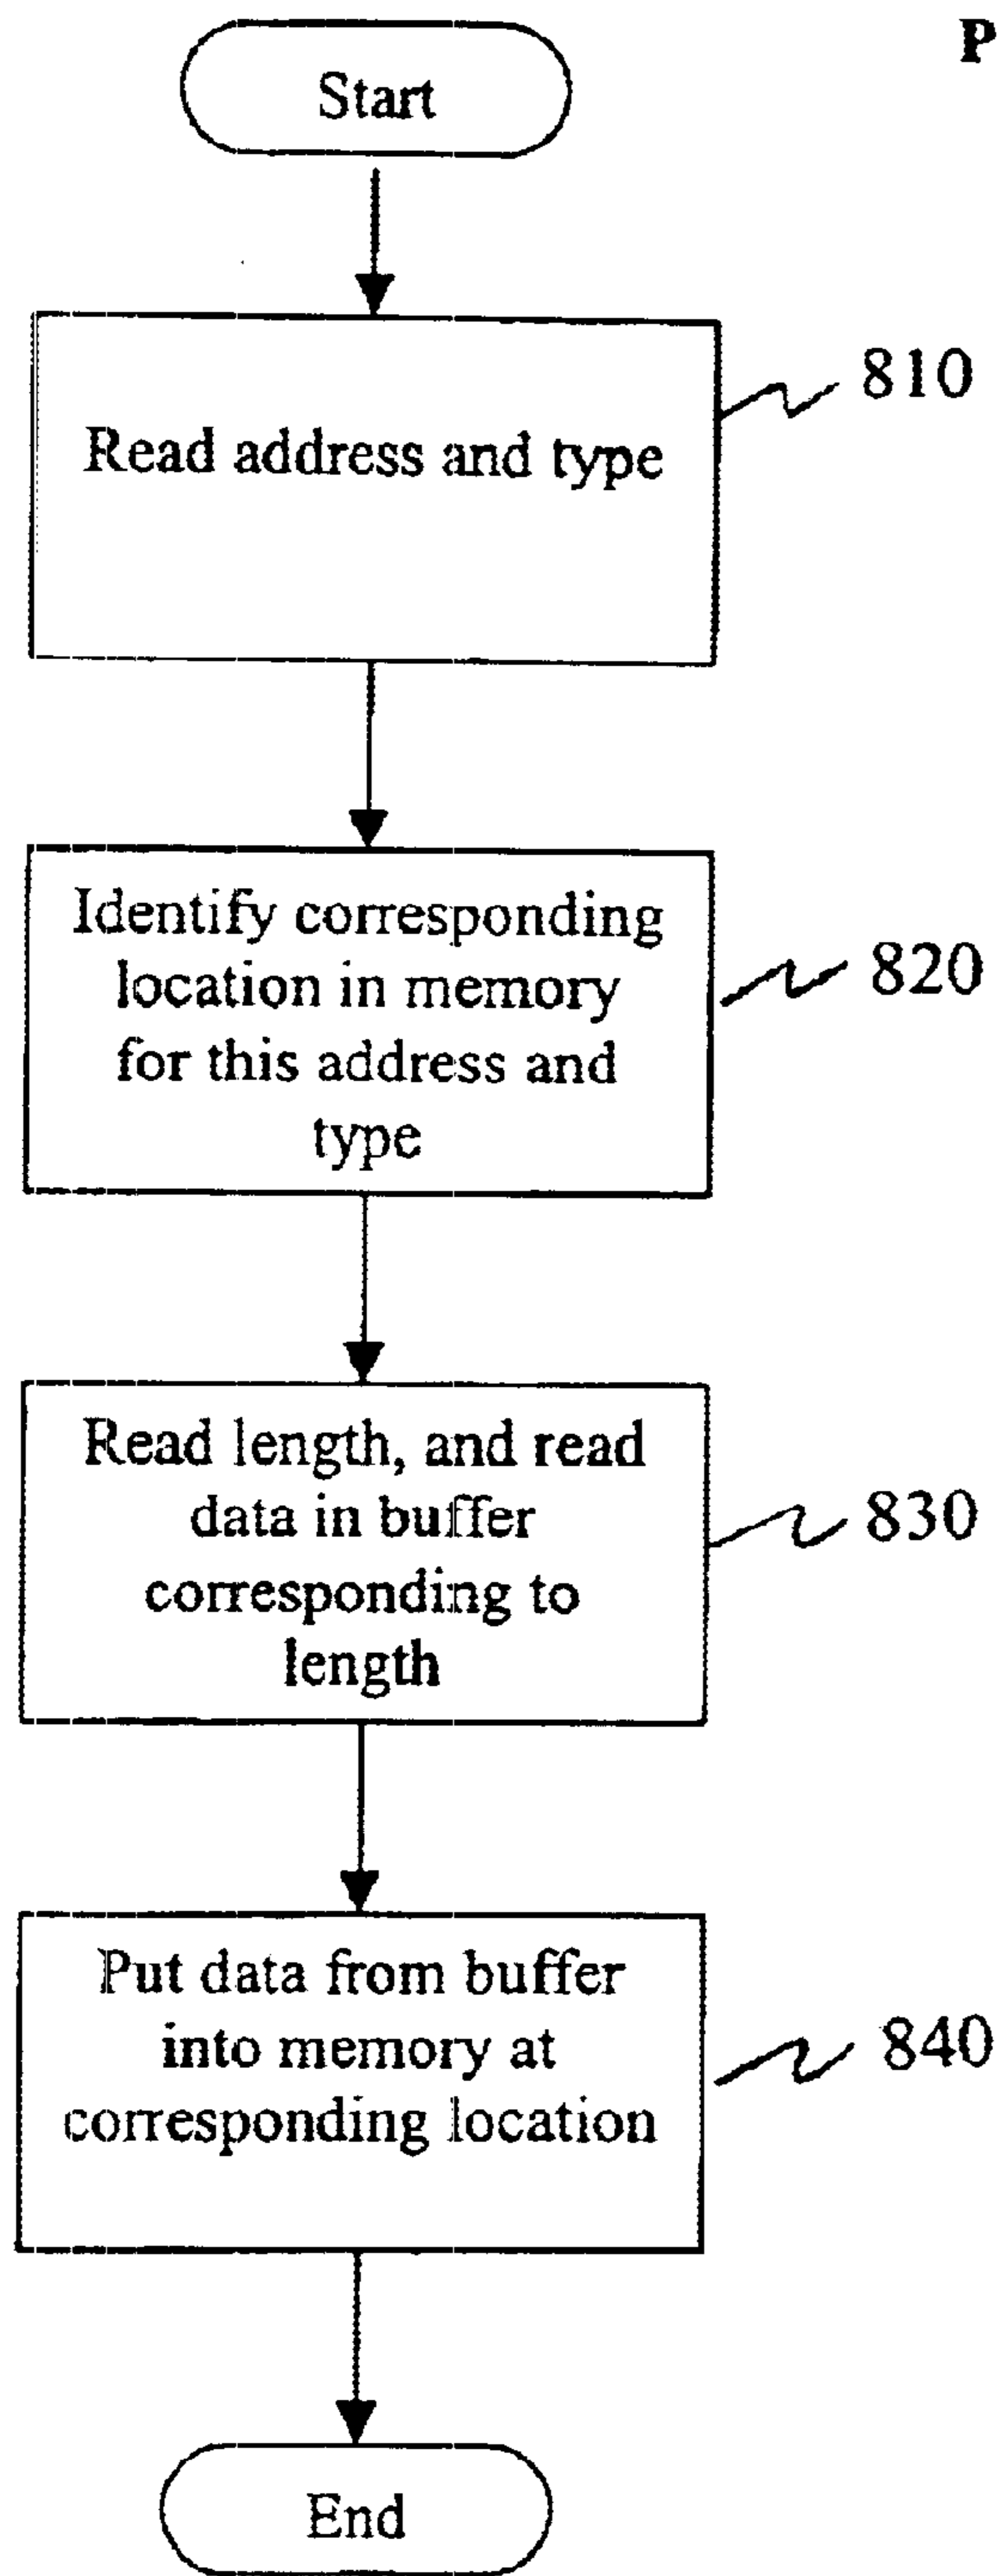 P
Start
810
Read address and type
Identify corresponding
location in memory
for this address and
type
820
Read length, and read
data in buffer
corresponding to
length
830
Put data from buffer
into memory at
corresponding location
840
End